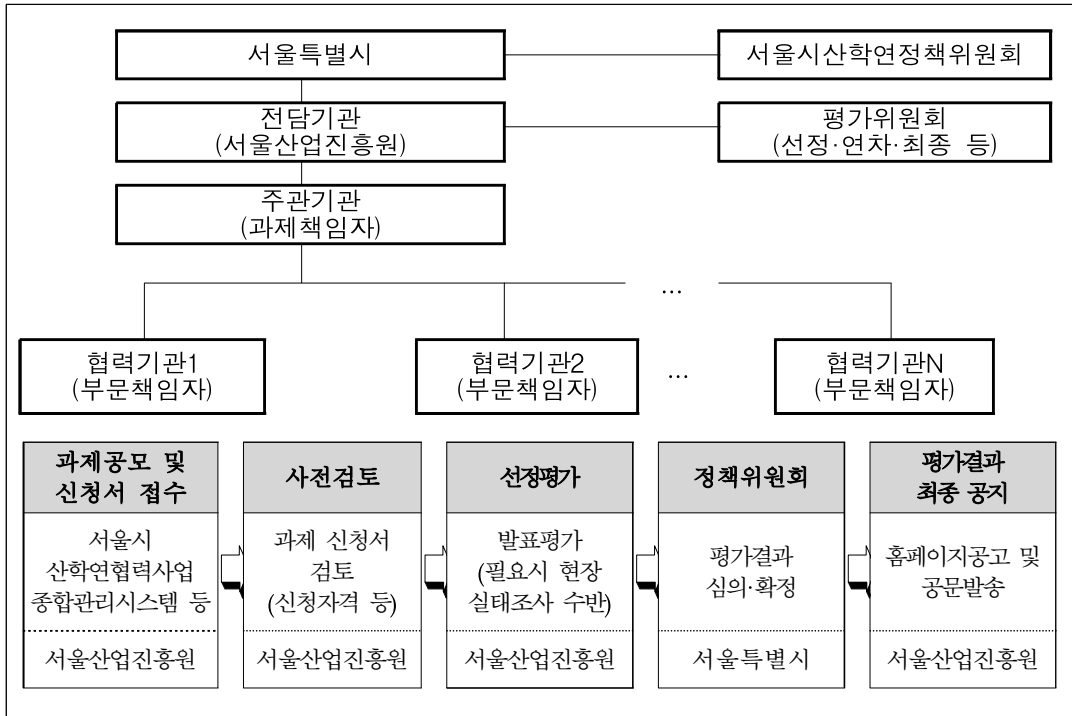 서울특별시
서울시산학연정책위원회
전담기관
(서울산업진흥원)
평가위원회
(선정·연차·최종 등)
주관기관
(과제책임자)
...
협력기관1
(부문책임자)
협력기관2
(부문책임자)
...
협력기관N
(부문책임자)
과제공모 및
신청서 접수
서울시
산학연협력사업
종합관리시스템 등
서울산업진흥원
사전검토
과제 신청서
검토
(신청자격 등)
서울산업진흥원
선정평가
발표평가
(필요시 현장
실태조사 수반)
서울산업진흥원
정책위원회
평가결과
심의·확정
서울특별시
평가결과
최종 공지
홈페이지공고 및
공문발송
서울산업진흥원